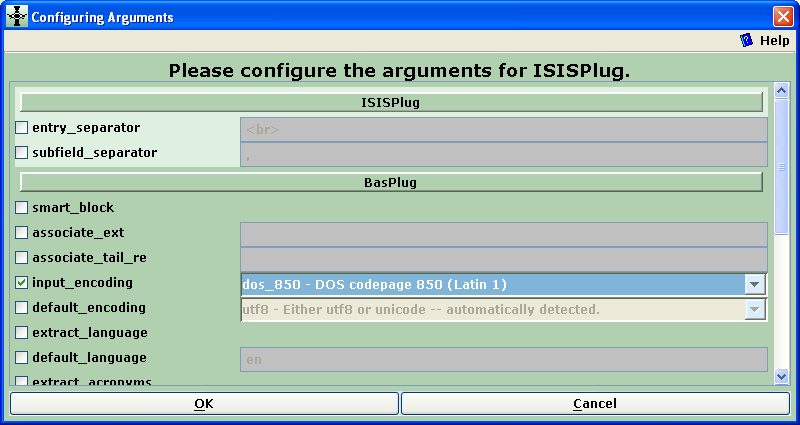 Configuring Arguments
Help
Please configure the arguments for ISISPlug.
ISISPlug
entry_separator <br>
subfield_separator ,
BasPlug
smart_block
associate_ext
associate_tail_re
input_encoding dos_850 - DOS codepage 850 (Latin 1)
default_encoding utf8 - Either utf8 or unicode -- automatically detected.
extract_language
default_language en
extract_acronyms
OK Cancel